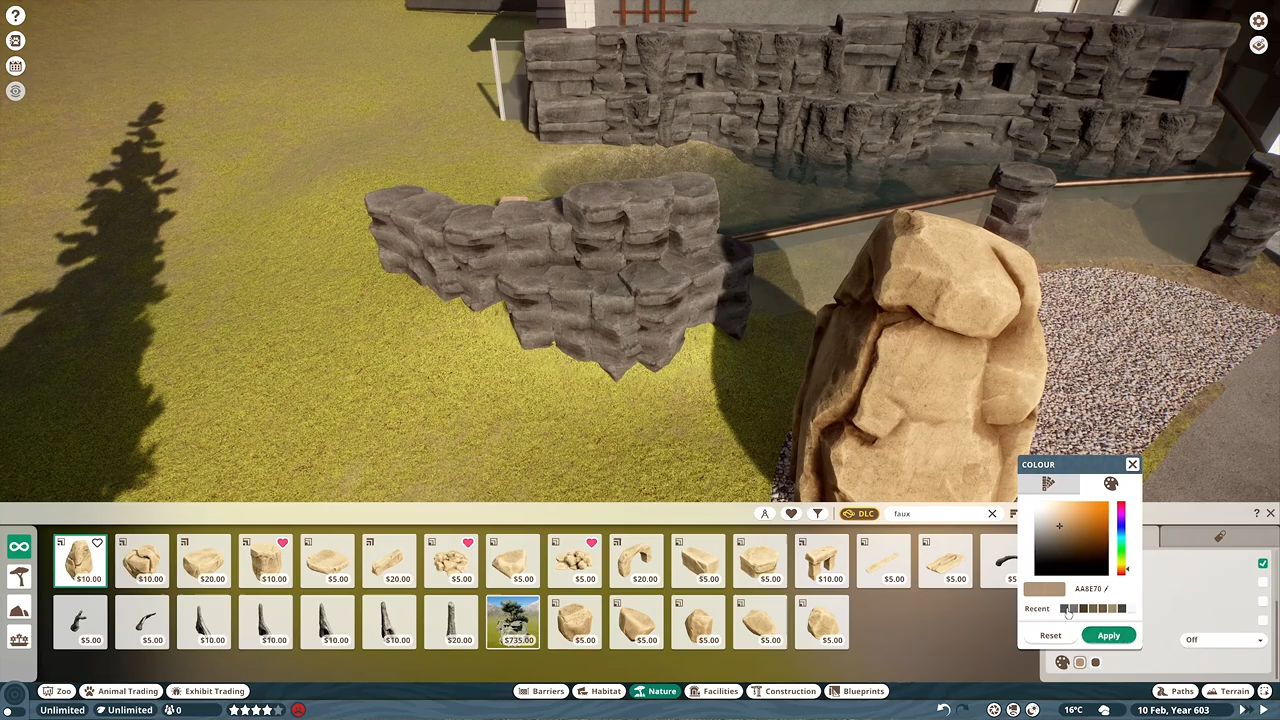 DLC
faux
$10.00 $10.00 $20.00 $10.00 $5.00 $20.00 $5.00 $5.00 $5.00 $20.00 $5.00 $5.00 $10.00 $5.00 $5.00
$5.00 $5.00 $10.00 $10.00 $10.00 $10.00 $20.00 $735.00 $5.00 $5.00 $5.00 $5.00 $5.00
COLOUR
AA8E70
Recent
Reset Apply
Off
Zoo Animal Trading Exhibit Trading Barriers Habitat Nature Facilities Construction Blueprints Paths Terrain
Unlimited Unlimited 0 16°C 10 Feb, Year 603